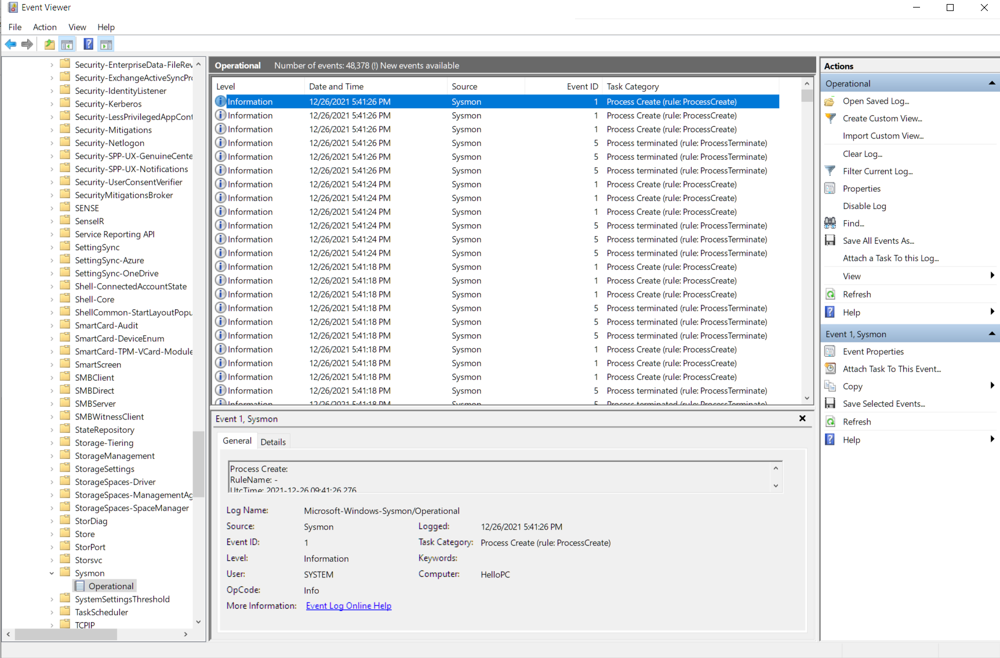 Event Viewer
File Action View Help
Security-EnterpriseData-FileRev
Security-ExchangeActiveSyncPro
Security-IdentityListener
Security-Kerberos
Security-LessPrivilegedAppCont
Security-Mitigations
Security-Netlogon
Security-SPP-UX-GenuineCente
Security-SPP-UX-Notifications
Security-UserConsentVerifier
SecurityMitigationsBroker
SENSE
SenseIR
Service Reporting API
SettingSync
SettingSync-Azure
SettingSync-OneDrive
Shell-ConnectedAccountState
Shell-Core
ShellCommon-StartLayoutPopu
SmartCard-Audit
SmartCard-DeviceEnum
SmartCard-TPM-VCard-Module
SmartScreen
SMBClient
SMBDirect
SMBServer
SMBWitnessClient
StateRepository
Storage-Tiering
StorageManagement
StorageSettings
StorageSpaces-Driver
StorageSpaces-ManagementAg
StorageSpaces-SpaceManager
StorDiag
Store
StorPort
Storsvc
Sysmon
Operational
SystemSettingsThreshold
TaskScheduler
TCPIP
Operational Number of events: 48,378 (!) New events available
Level Date and Time Source Event ID Task Category
Information 12/26/2021 5:41:26 PM Sysmon 1 Process Create (rule: ProcessCreate)
Information 12/26/2021 5:41:26 PM Sysmon 1 Process Create (rule: ProcessCreate)
Information 12/26/2021 5:41:26 PM Sysmon 1 Process Create (rule: ProcessCreate)
Information 12/26/2021 5:41:26 PM Sysmon 5 Process terminated (rule: ProcessTerminate)
Information 12/26/2021 5:41:26 PM Sysmon 5 Process terminated (rule: ProcessTerminate)
Information 12/26/2021 5:41:26 PM Sysmon 5 Process terminated (rule: ProcessTerminate)
Information 12/26/2021 5:41:24 PM Sysmon 1 Process Create (rule: ProcessCreate)
Information 12/26/2021 5:41:24 PM Sysmon 1 Process Create (rule: ProcessCreate)
Information 12/26/2021 5:41:24 PM Sysmon 1 Process Create (rule: ProcessCreate)
Information 12/26/2021 5:41:24 PM Sysmon 5 Process terminated (rule: ProcessTerminate)
Information 12/26/2021 5:41:24 PM Sysmon 5 Process terminated (rule: ProcessTerminate)
Information 12/26/2021 5:41:24 PM Sysmon 5 Process terminated (rule: ProcessTerminate)
Information 12/26/2021 5:41:18 PM Sysmon 1 Process Create (rule: ProcessCreate)
Information 12/26/2021 5:41:18 PM Sysmon 1 Process Create (rule: ProcessCreate)
Information 12/26/2021 5:41:18 PM Sysmon 1 Process Create (rule: ProcessCreate)
Information 12/26/2021 5:41:18 PM Sysmon 5 Process terminated (rule: ProcessTerminate)
Information 12/26/2021 5:41:18 PM Sysmon 5 Process terminated (rule: ProcessTerminate)
Information 12/26/2021 5:41:18 PM Sysmon 5 Process terminated (rule: ProcessTerminate)
Information 12/26/2021 5:41:18 PM Sysmon 1 Process Create (rule: ProcessCreate)
Information 12/26/2021 5:41:18 PM Sysmon 1 Process Create (rule: ProcessCreate)
Information 12/26/2021 5:41:18 PM Sysmon 1 Process Create (rule: ProcessCreate)
Information 12/26/2021 5:41:18 PM Sysmon 5 Process terminated (rule: ProcessTerminate)
Information 12/26/2021 5:41:18 PM Sysmon 5 Process terminated (rule: ProcessTerminate)
Event 1, Sysmon
General Details
Process Create:
RuleName: -
UtcTime: 2021-12-26 09:41:26.276
Log Name: Microsoft-Windows-Sysmon/Operational
Source: Sysmon Logged: 12/26/2021 5:41:26 PM
Event ID: 1 Task Category: Process Create (rule: ProcessCreate)
Level: Information Keywords:
User: SYSTEM Computer: HelloPC
OpCode: Info
More Information: Event Log Online Help
Actions
Operational
Open Saved Log...
Create Custom View...
Import Custom View...
Clear Log...
Filter Current Log...
Properties
Disable Log
Find...
Save All Events As...
Attach a Task To this Log...
View
Refresh
Help
Event 1, Sysmon
Event Properties
Attach Task To This Event...
Copy
Save Selected Events...
Refresh
Help